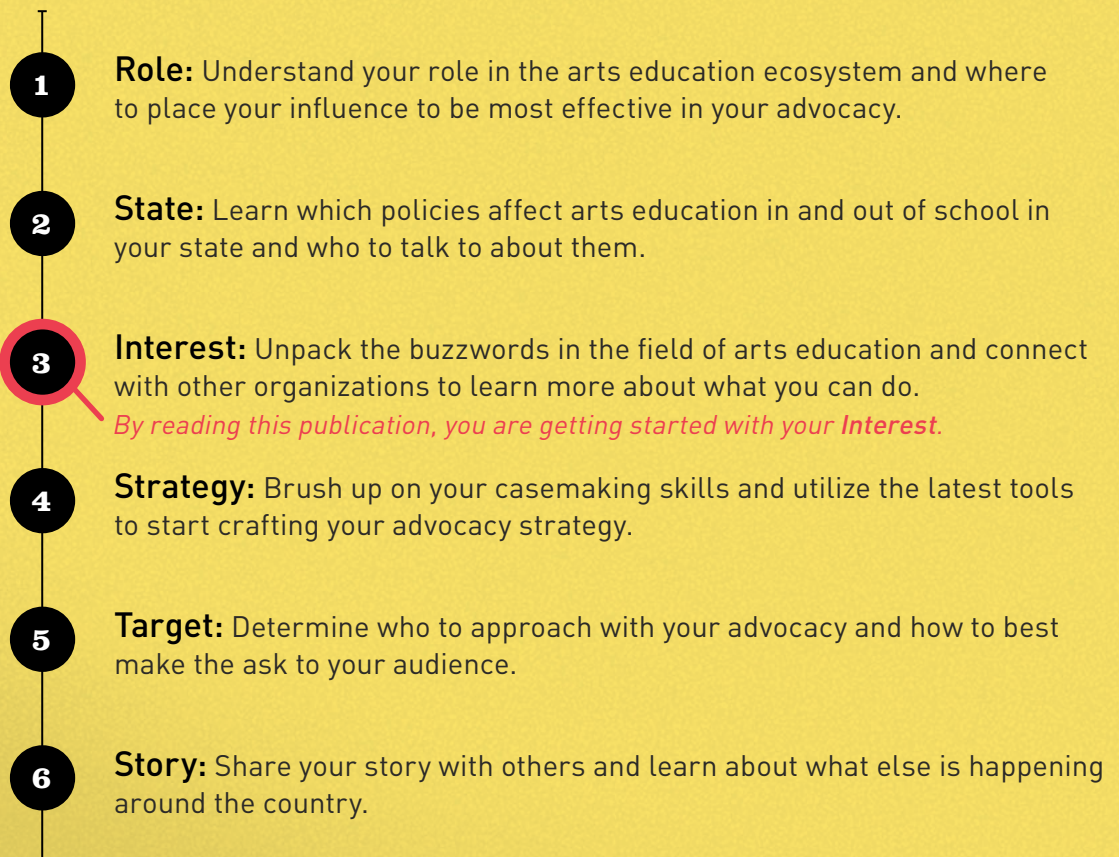 1
Role: Understand your role in the arts education ecosystem and where
to place your influence to be most effective in your advocacy.
2
State: Learn which policies affect arts education in and out of school in
your state and who to talk to about them.
3
Interest: Unpack the buzzwords in the field of arts education and connect
with other organizations to learn more about what you can do.
By reading this publication, you are getting started with your Interest.
4
Strategy: Brush up on your casemaking skills and utilize the latest tools
to start crafting your advocacy strategy.
5
Target: Determine who to approach with your advocacy and how to best
make the ask to your audience.
6
Story: Share your story with others and learn about what else is happening
around the country.